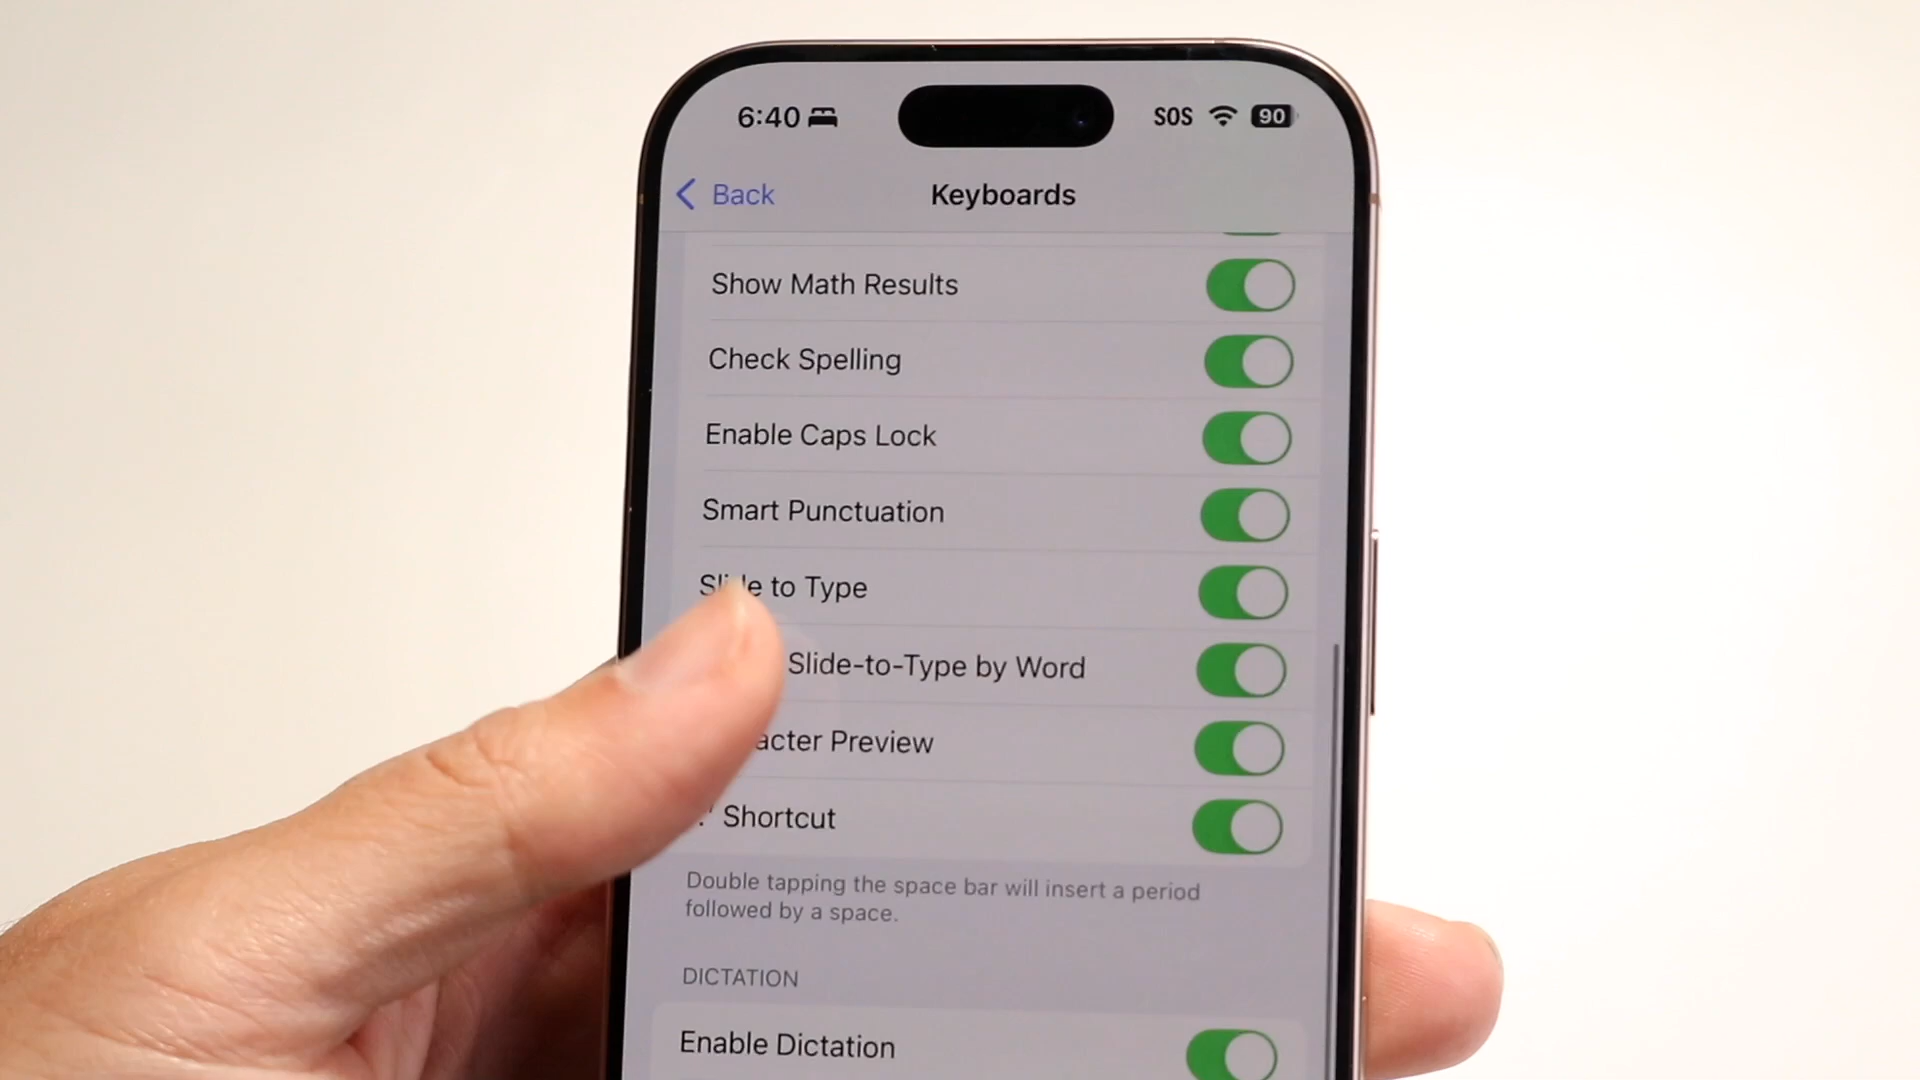 6:40 SOS 90
Back Keyboards
Show Math Results
Check Spelling
Enable Caps Lock
Smart Punctuation
to Type
Slide-to-Type by Word
Preview
Shortcut
Double tapping the space bar will insert a period
followed by a space.
DICTATION
Enable Dictation